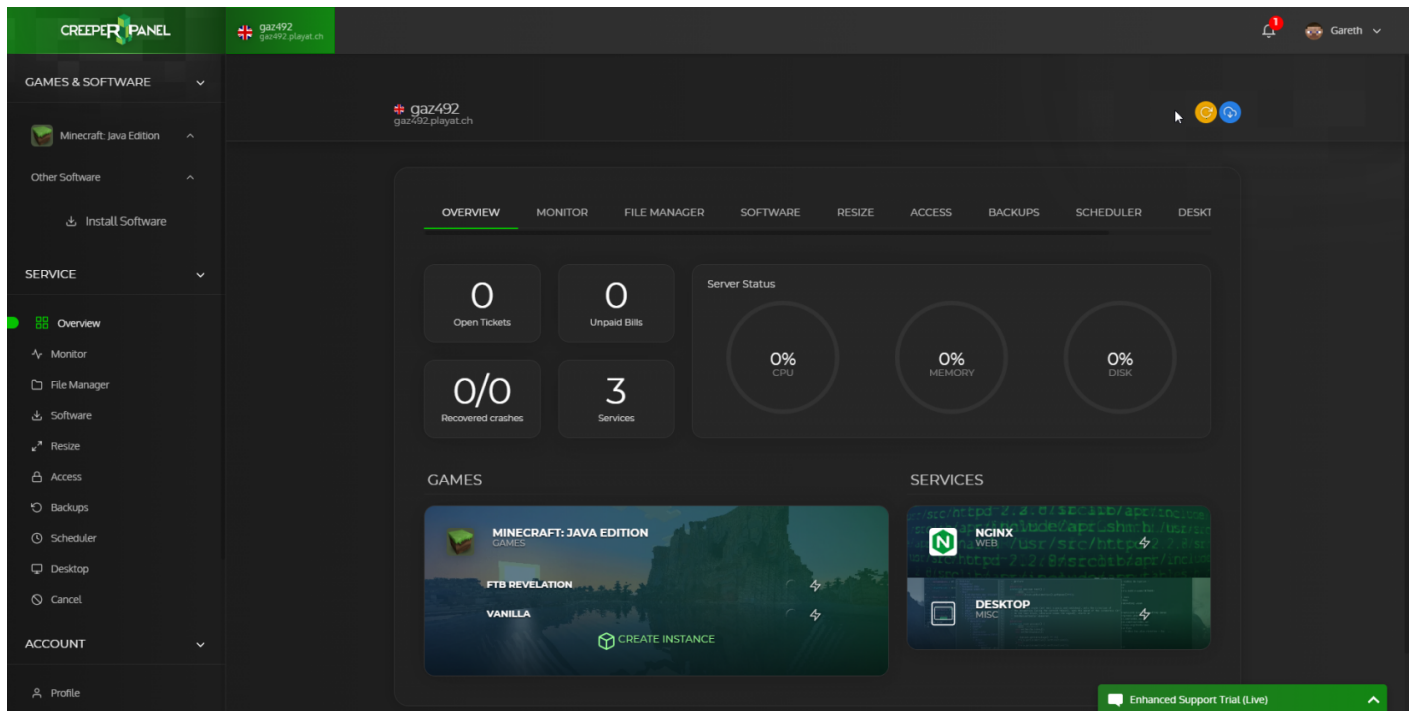 CREEPER PANEL
gaz492
gaz492.playat.ch
1
Gareth
GAMES & SOFTWARE
Minecraft: Java Edition
Other Software
Install Software
SERVICE
Overview
Monitor
File Manager
Software
Resize
Access
Backups
Scheduler
Desktop
Cancel
ACCOUNT
Profile
gaz492
gaz492.playat.ch
OVERVIEW MONITOR FILE MANAGER SOFTWARE RESIZE ACCESS BACKUPS SCHEDULER DESKT
0
Open Tickets
0
Unpaid Bills
0/0
Recovered crashes
3
Services
Server Status
0%
CPU
0%
MEMORY
0%
DISK
GAMES
MINECRAFT: JAVA EDITION
GAMES
FTB REVELATION
VANILLA
CREATE INSTANCE
SERVICES
NGINX
WEB
DESKTOP
MISC
Enhanced Support Trial (Live)